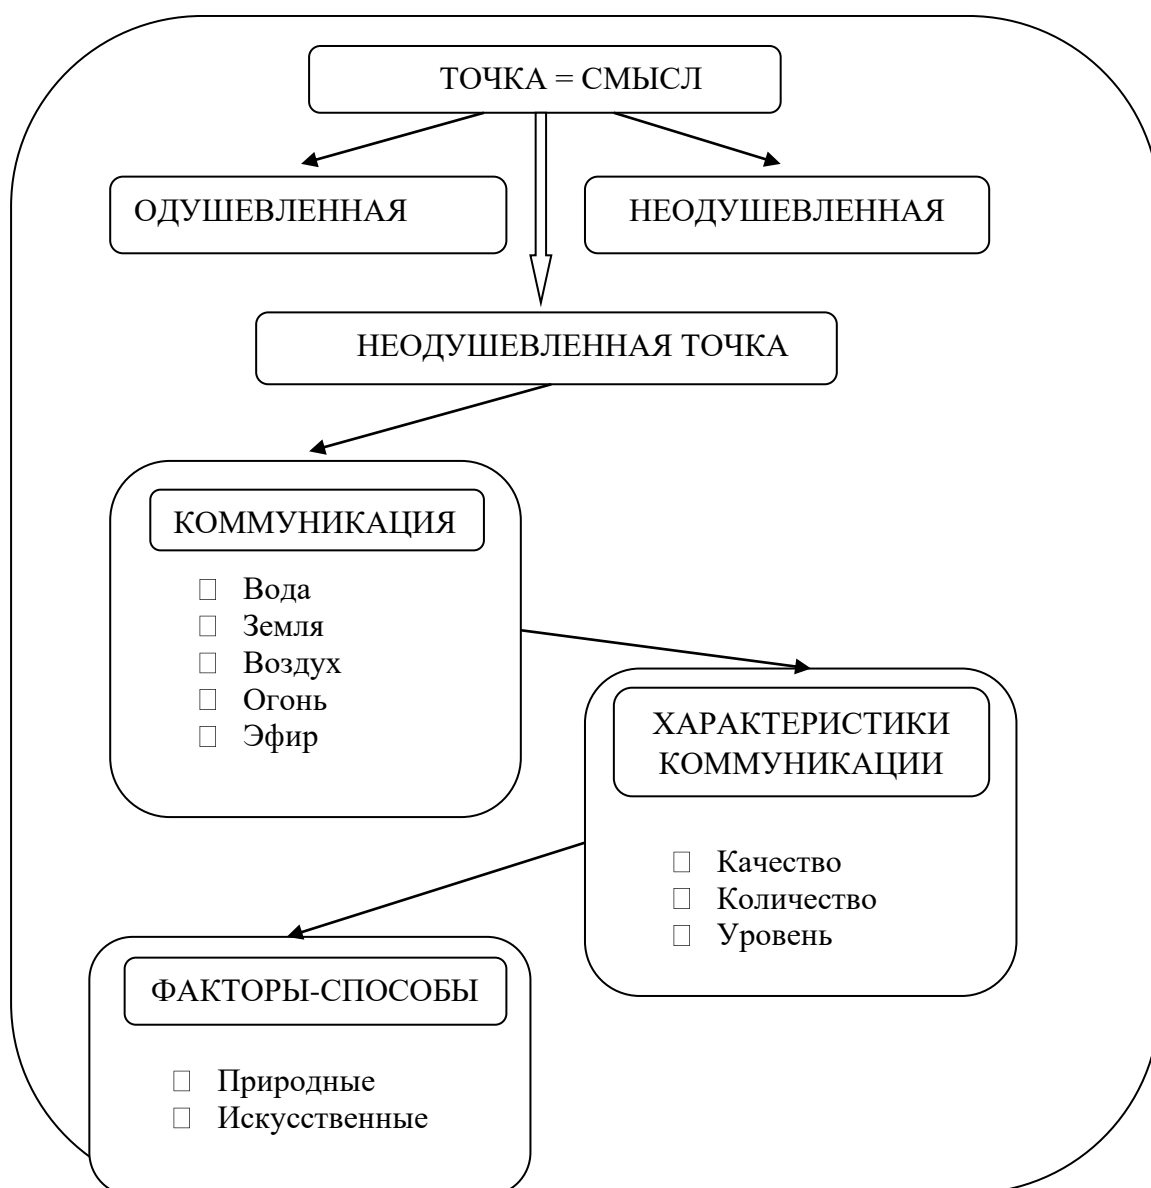 ТОЧКА = СМЫСЛ
ОДУШЕВЛЕННАЯ
НЕОДУШЕВЛЕННАЯ
НЕОДУШЕВЛЕННАЯ ТОЧКА
КОММУНИКАЦИЯ
Вода
Земля
Воздух
Огонь
Эфир
ХАРАКТЕРИСТИКИ
КОММУНИКАЦИИ
Качество
Количество
Уровень
ФАКТОРЫ-СПОСОБЫ
Природные
Искусственные